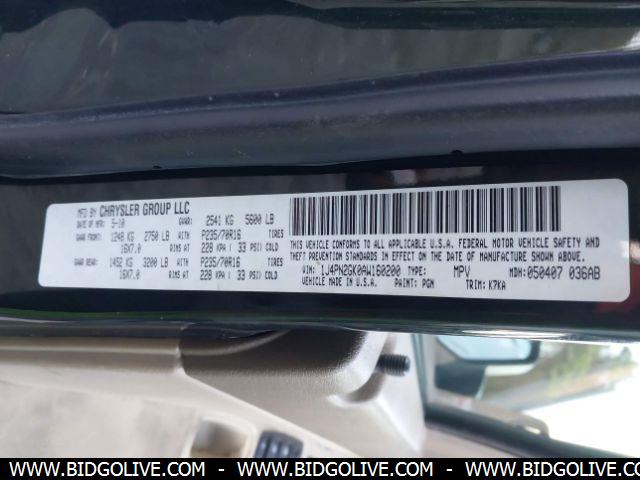 MFD BY CHRYSLER GROUP LLC
DATE OF MFR: 5-10 GVWR: 2541 KG 5600 LB
GAWR FRONT: 1248 KG 2750 LB WITH P235/70R16 TIRES
16X7.0 RIMS AT 228 KPA ( 33 PSI) COLD
GAWR REAR: 1452 KG 3200 LB WITH P235/70R16 TIRES
16X7.0 RIMS AT 228 KPA ( 33 PSI) COLD
THIS VEHICLE CONFORMS TO ALL APPLICABLE U.S.A. FEDERAL MOTOR VEHICLE SAFETY AND
THEFT PREVENTION STANDARDS IN EFFECT ON THE DATE OF MANUFACTURE SHOWN ABOVE.
VIN: 1J4PN2GK0AW160200 TYPE: MPV MDH: 050407 036AB
VEHICLE MADE IN U.S.A. PAINT: PGN TRIM: K7KA
WWW.BIDGOLIVE.COM - WWW.BIDGOLIVE.COM - WWW.BIDGOLIVE.COM